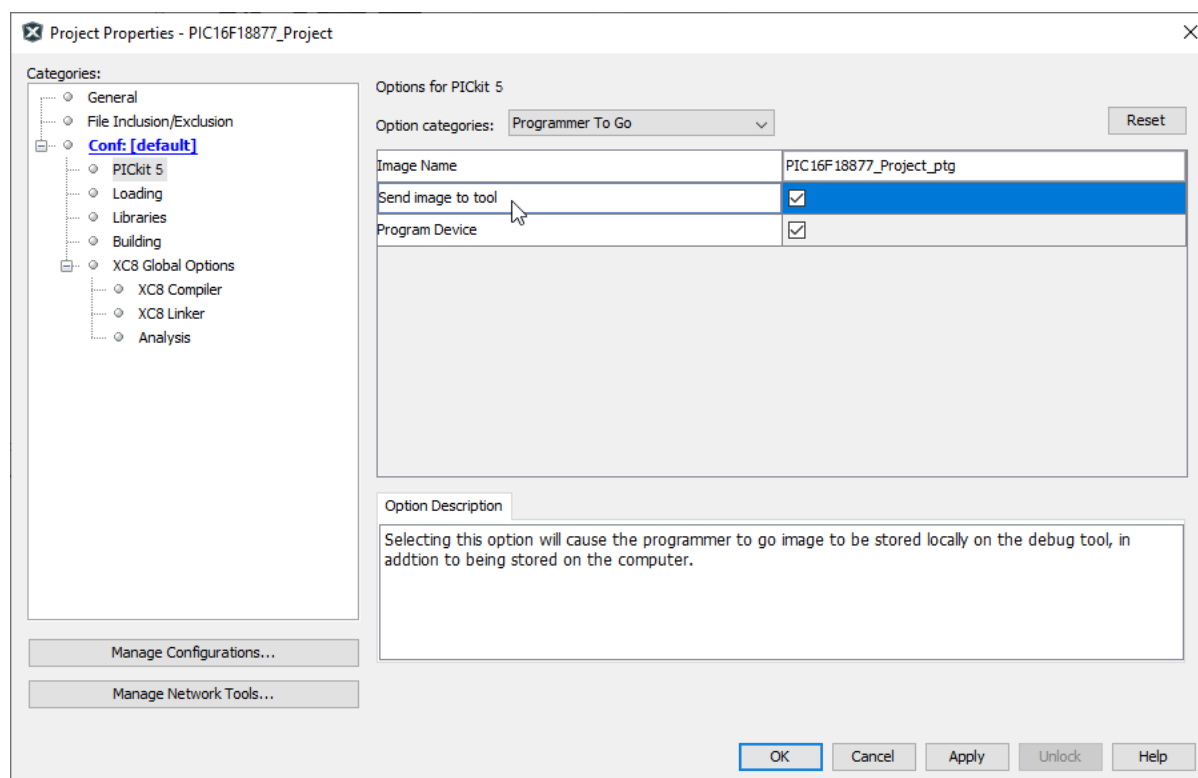 Project Properties - PIC16F18877_Project
Categories:
General
File Inclusion/Exclusion
Conf: [default]
PICkit 5
Loading
Libraries
Building
XC8 Global Options
XC8 Compiler
XC8 Linker
Analysis
Manage Configurations...
Manage Network Tools...
Options for PICkit 5
Option categories: Programmer To Go
Reset
Image Name PIC16F18877_Project_ptg
Send image to tool
Program Device
Option Description
Selecting this option will cause the programmer to go image to be stored locally on the debug tool, in
addtion to being stored on the computer.
OK Cancel Apply Unlock Help